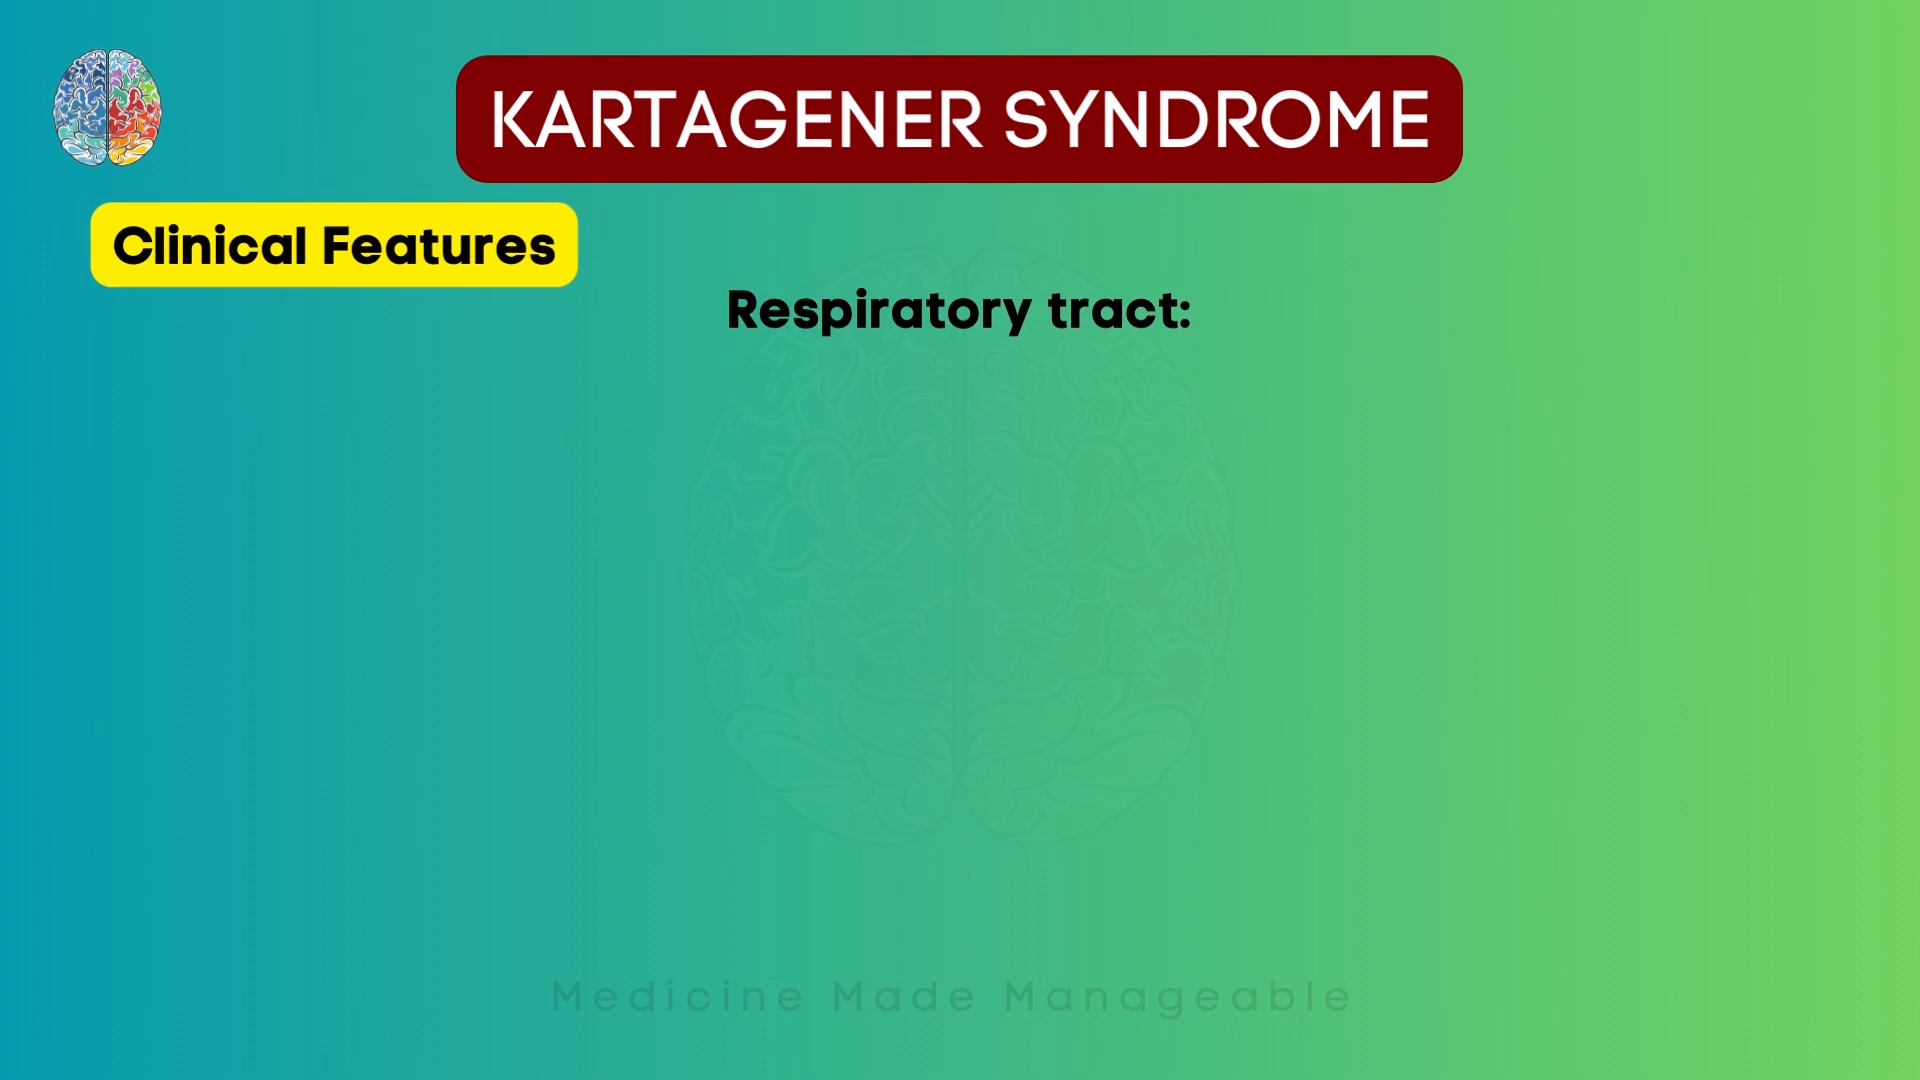 KARTAGENER SYNDROME
Clinical Features
Respiratory tract:
Medicine Made Manageable